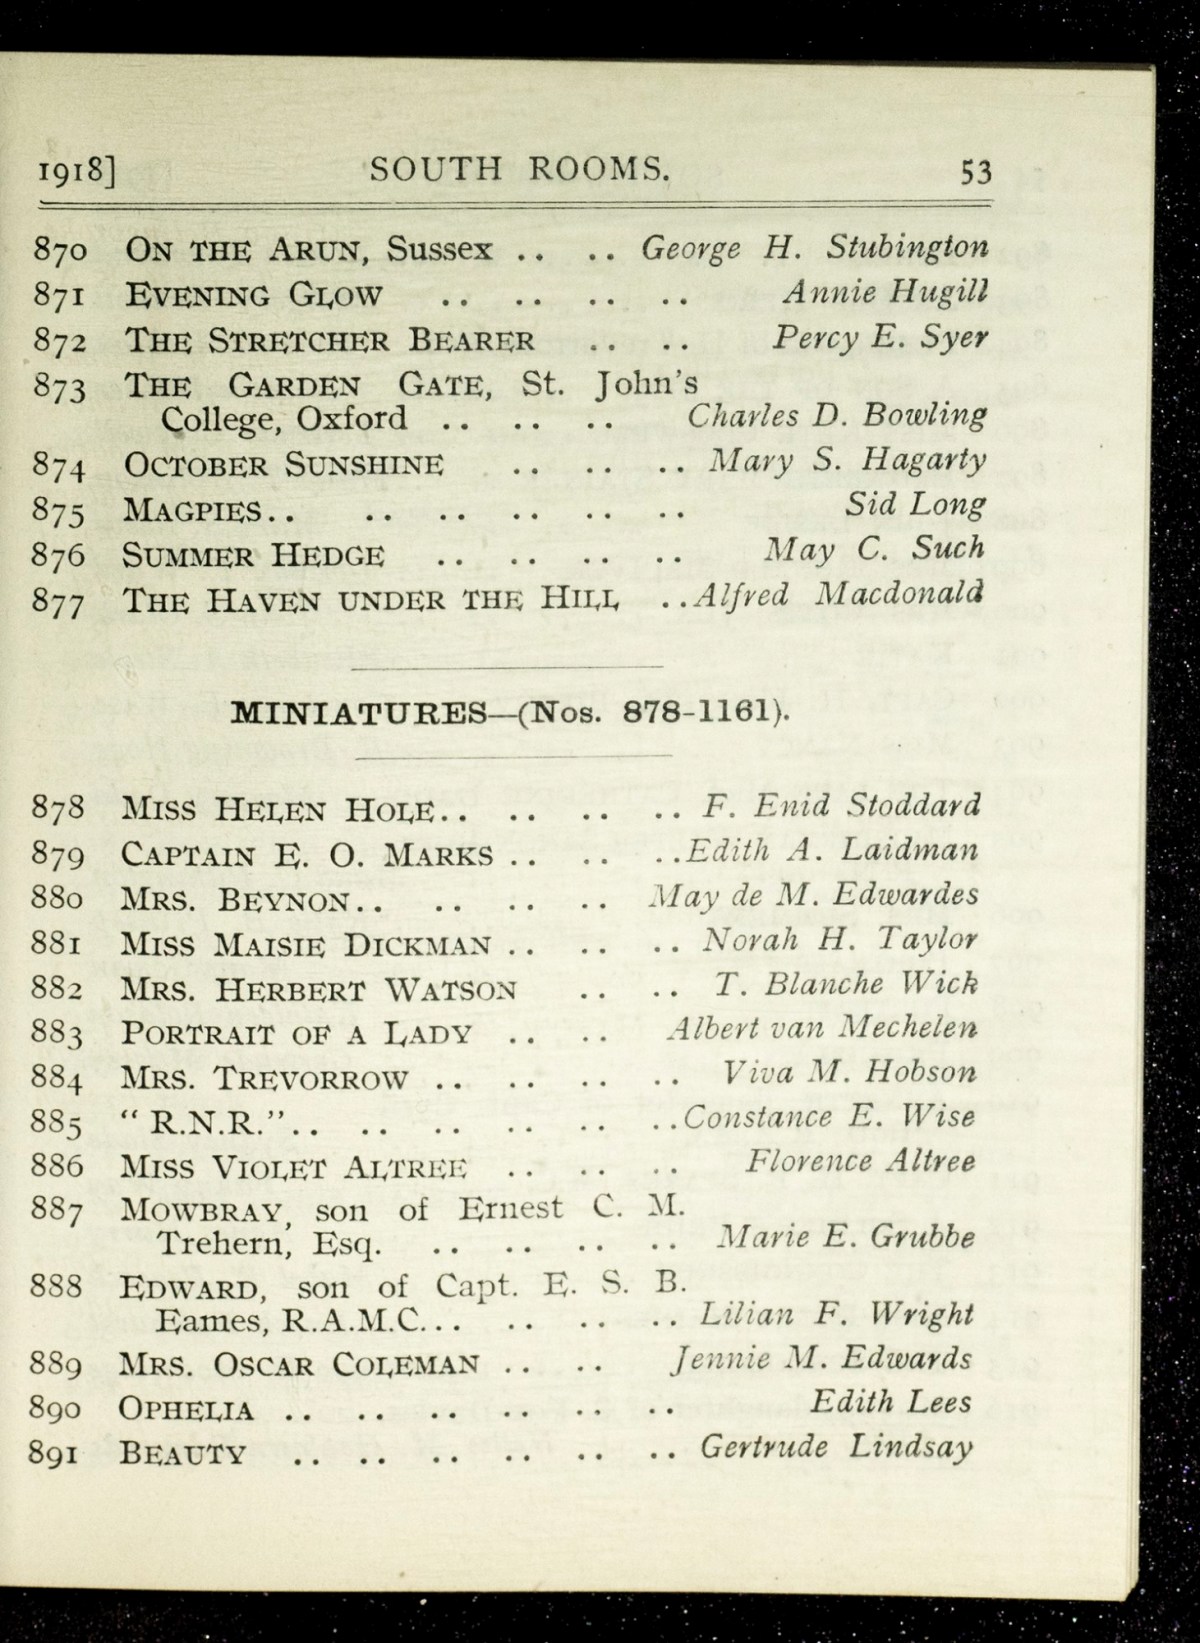 1918] SOUTH ROOMS. 53
870 ON THE ARUN, Sussex .. .. George H. Stubington
871 EVENING GLOW .. .. .. .. Annie Hugill
872 THE STRETCHER BEARER .. .. Percy E. Syer
873 THE GARDEN GATE, St. John's
College, Oxford .. .. .. Charles D. Bowling
874 OCTOBER SUNSHINE .. .. .. Mary S. Hagarty
875 MAGPIES.. .. .. .. .. .. Sid Long
876 SUMMER HEDGE .. .. .. .. May C. Such
877 THE HAVEN UNDER THE HILL ..Alfred Macdonald
MINIATURES—(Nos. 878-1161).
878 MISS HELEN HOLE.. .. .. .. F. Enid Stoddard
879 CAPTAIN E. O. MARKS .. .. ..Edith A. Laidman
880 MRS. BEYNON.. .. .. .. May de M. Edwardes
881 MISS MAISIE DICKMAN .. .. .. Norah H. Taylor
882 MRS. HERBERT WATSON .. .. T. Blanche Wick
883 PORTRAIT OF A LADY .. .. Albert van Mechelen
884 MRS. TREVORROW .. .. .. .. Viva M. Hobson
885 "R.N.R.".. .. .. .. .. ..Constance E. Wise
886 MISS VIOLET ALTREE .. .. .. Florence Altree
887 MOWBRAY, son of Ernest C. M.
Trehern, Esq. .. .. .. .. Marie E. Grubbe
888 EDWARD, son of Capt. E. S. B.
Eames, R.A.M.C... .. .. .. Lilian F. Wright
889 MRS. OSCAR COLEMAN .. .. Jennie M. Edwards
890 OPHELIA .. .. .. .. .. .. Edith Lees
891 BEAUTY .. .. .. .. .. .. Gertrude Lindsay